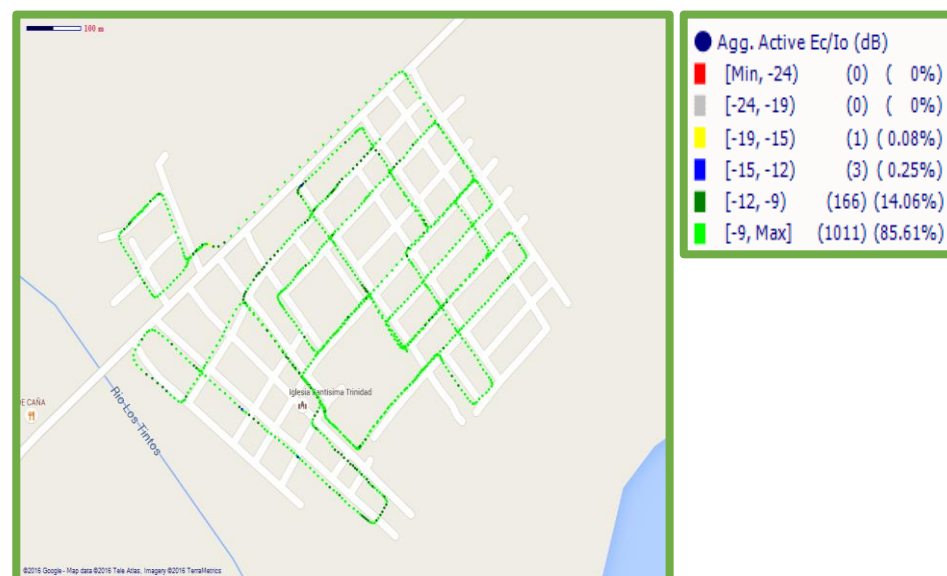 100 m
Agg. Active Ec/Io (dB)
[Min, -24) (0) ( 0%)
[-24, -19) (0) ( 0%)
[-19, -15) (1) ( 0.08%)
[-15, -12) (3) ( 0.25%)
[-12, -9) (166) (14.06%)
[-9, Max] (1011) (85.61%)
Iglesia Santisima Trinidad
E CAÑA
Rio Los Tintos
©2016 Google - Map data ©2016 Tele Atlas, Imagery ©2016 TerraMetrics